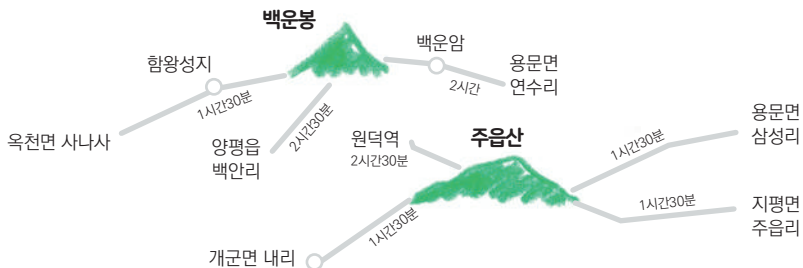 백운봉
함왕성지
백운암
용문면
연수리
1시간30분
2시간
옥천면 사나사
양평읍
백안리
2시간30분
원덕역
2시간30분
주읍산
용문면
삼성리
1시간30분
1시간30분
지평면
주읍리
개군면 내리
1시간30분